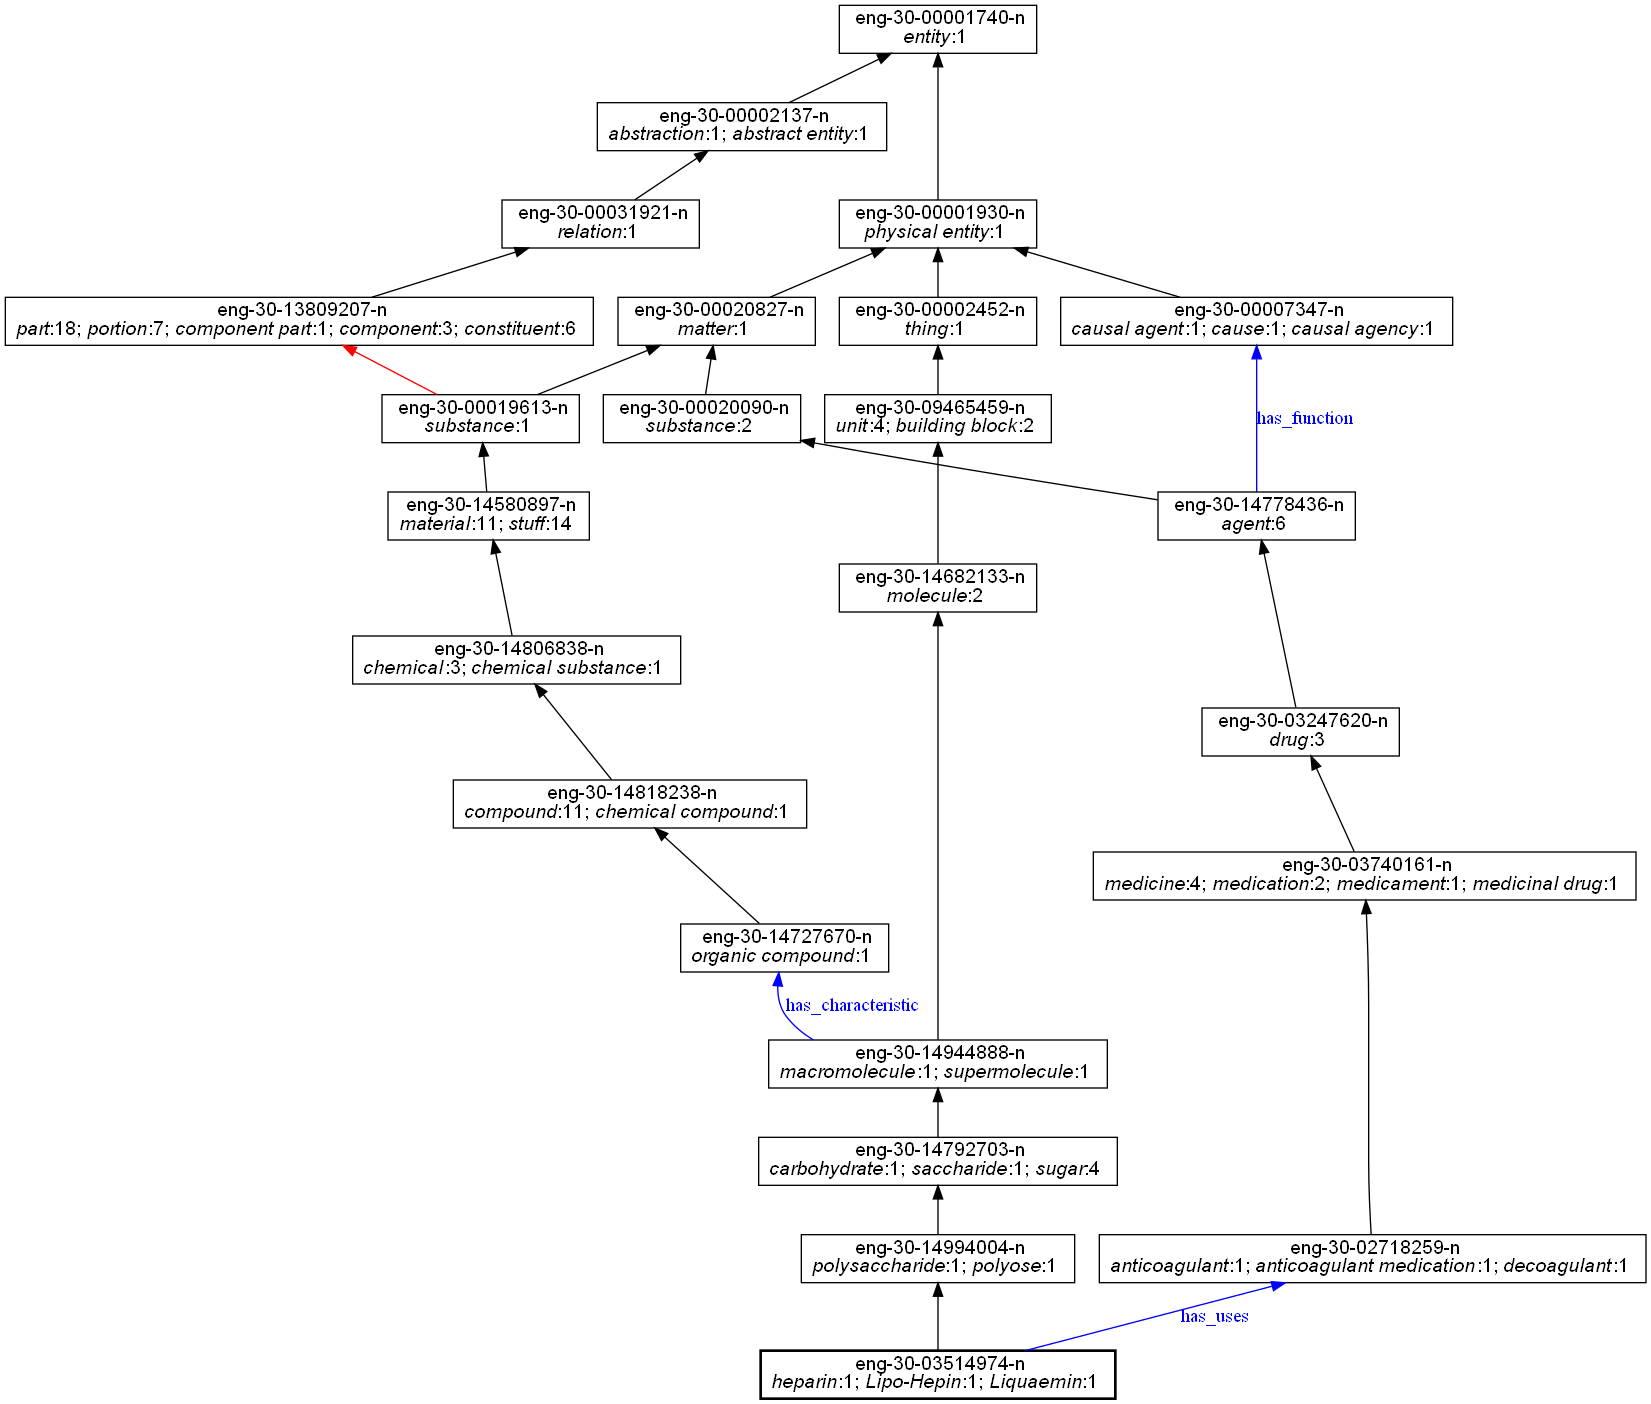 eng-30-00001740-n
entity:1
eng-30-00002137-n
abstraction:1; abstract entity:1
eng-30-00031921-n
relation:1
eng-30-00001930-n
physical entity:1
eng-30-13809207-n
part:18; portion:7; component part:1; component:3; constituent:6
eng-30-00020827-n
matter:1
eng-30-00002452-n
thing:1
eng-30-00007347-n
causal agent:1; cause:1; causal agency:1
eng-30-00019613-n
substance:1
eng-30-00020090-n
substance:2
eng-30-09465459-n
unit:4; building block:2
has_function
eng-30-14580897-n
material:11; stuff:14
eng-30-14778436-n
agent:6
eng-30-14682133-n
molecule:2
eng-30-14806838-n
chemical:3; chemical substance:1
eng-30-03247620-n
drug:3
eng-30-14818238-n
compound:11; chemical compound:1
eng-30-03740161-n
medicine:4; medication:2; medicament:1; medicinal drug:1
eng-30-14727670-n
organic compound:1
has_characteristic
eng-30-14944888-n
macromolecule:1; supermolecule:1
eng-30-14792703-n
carbohydrate:1; saccharide:1; sugar:4
eng-30-14994004-n
polysaccharide:1; polyose:1
eng-30-02718259-n
anticoagulant:1; anticoagulant medication:1; decoagulant:1
has_uses
eng-30-03514974-n
heparin:1; Lipo-Hepin:1; Liquaemin:1